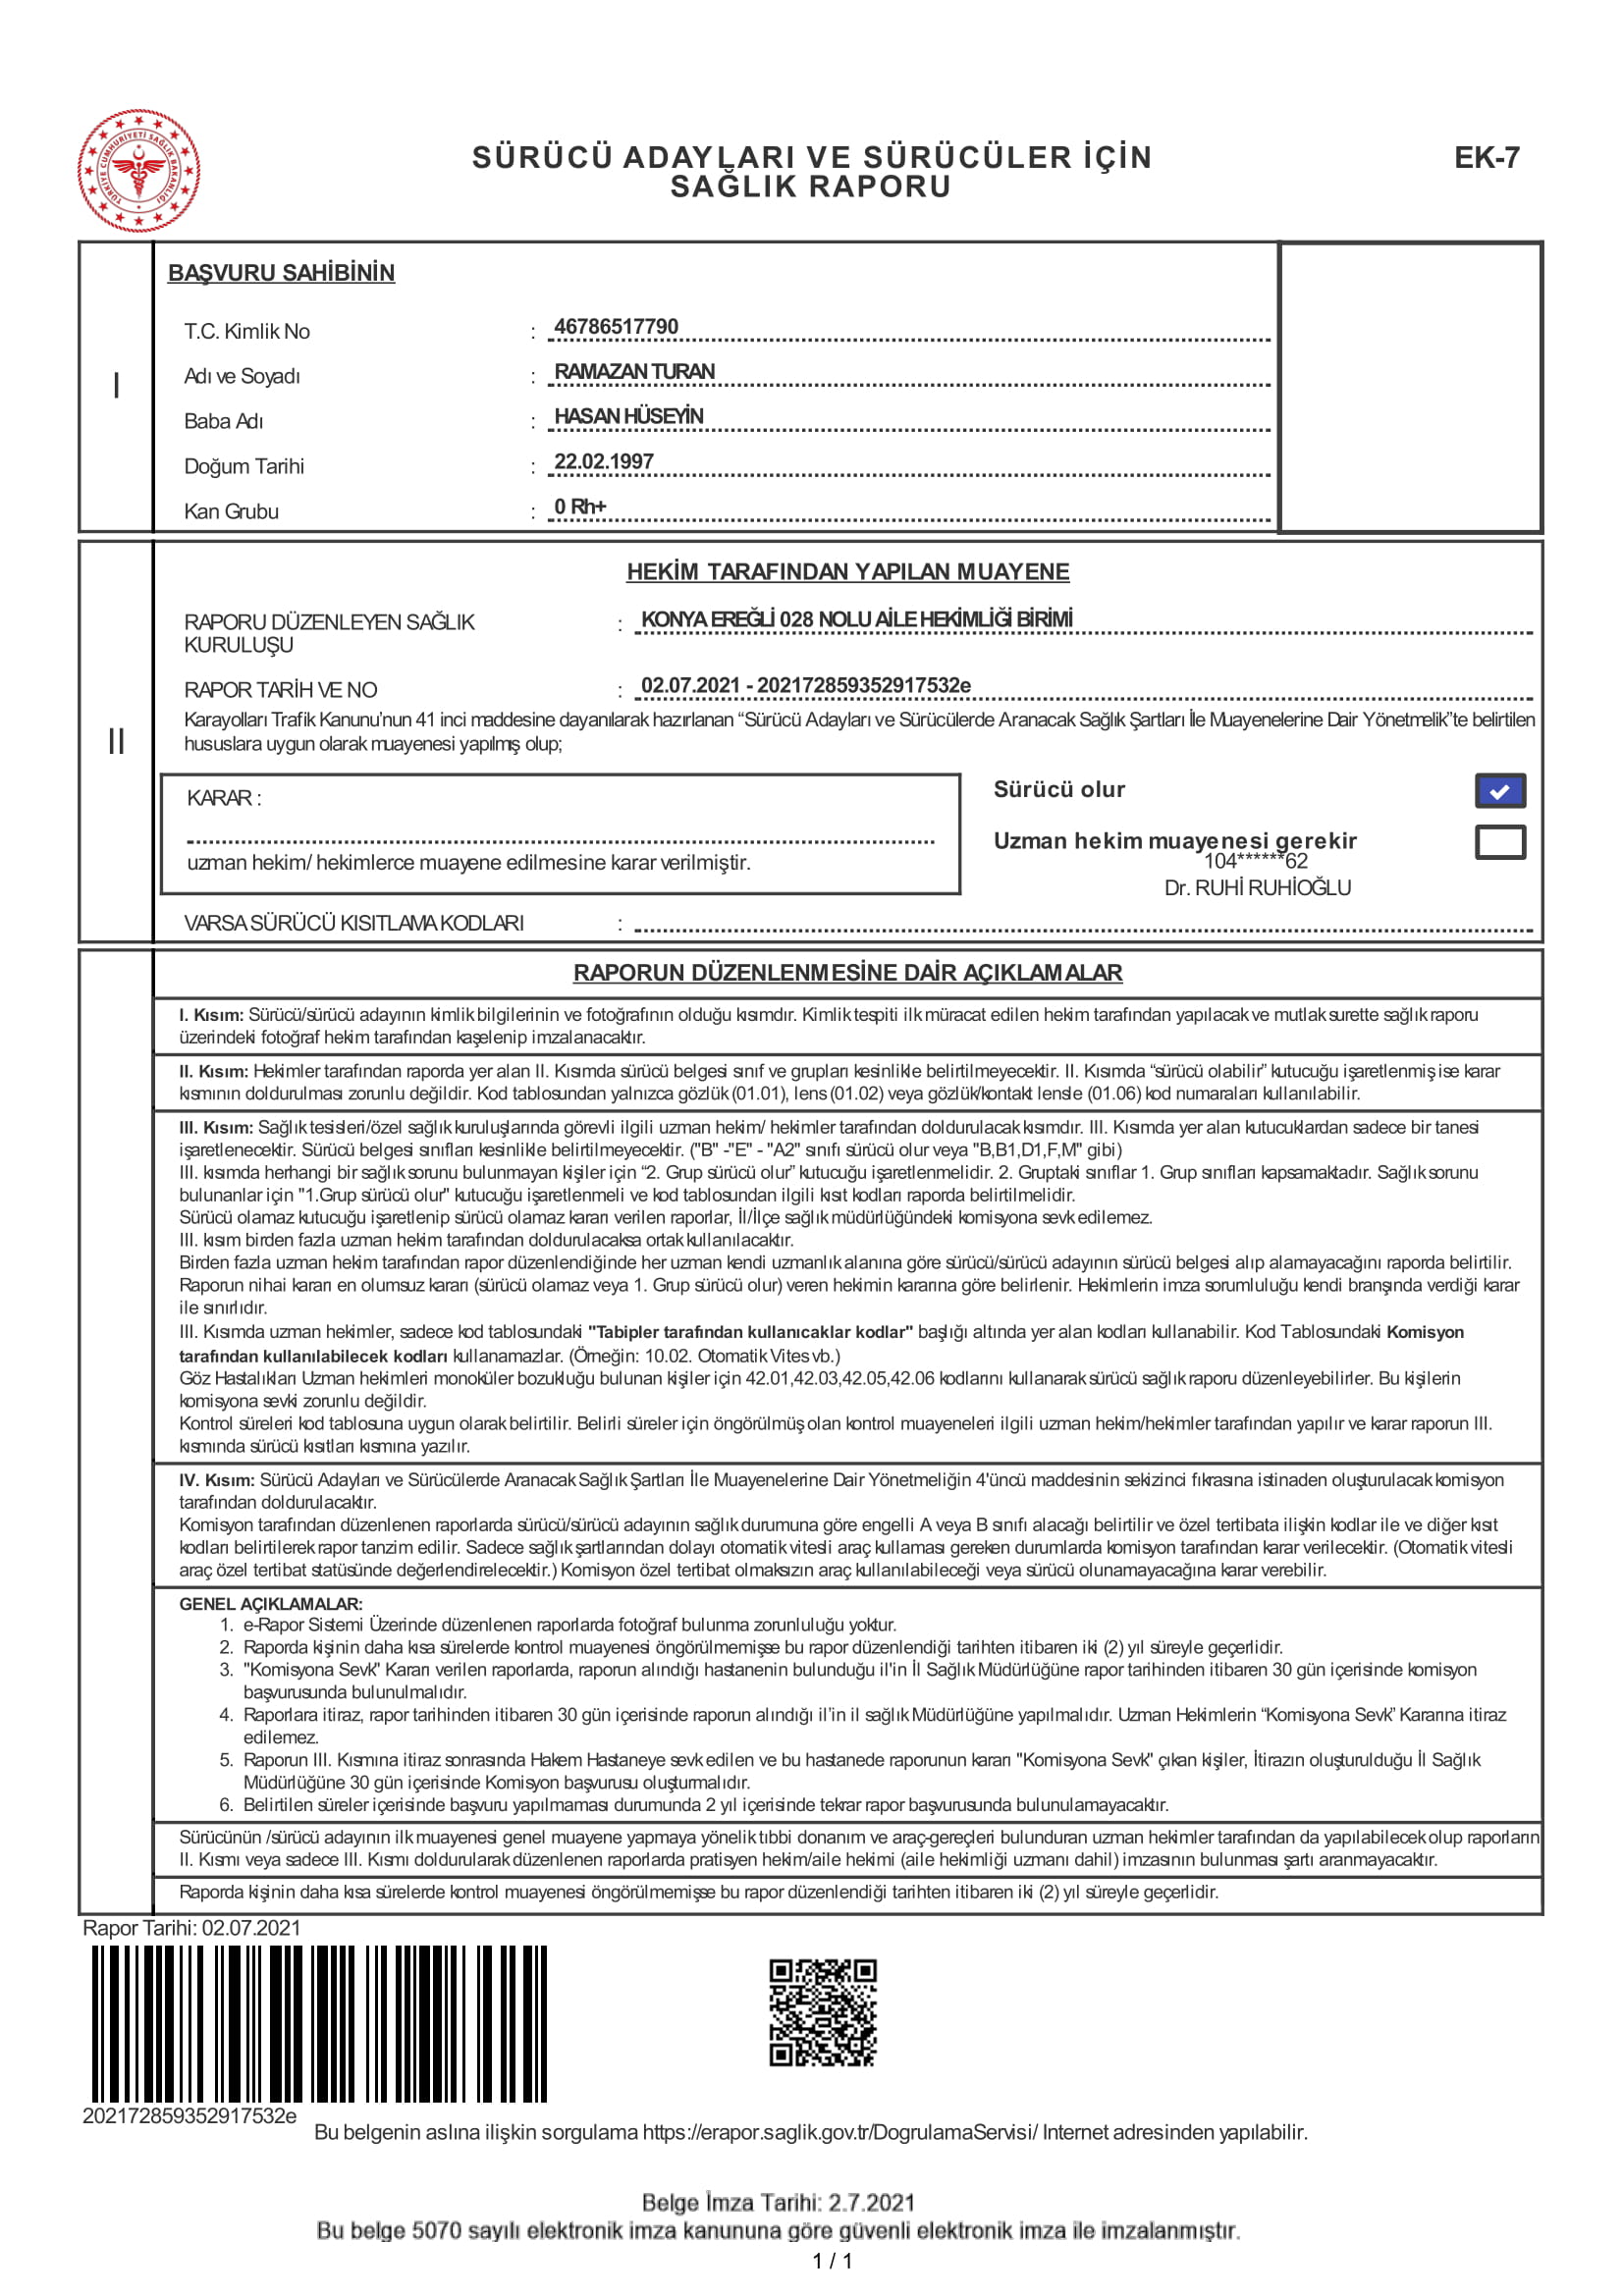 TÜRKİYE CUMHURİYETİ SAĞLIK BAKANLIĞI
SÜRÜCÜ ADAYLARI VE SÜRÜCÜLER İÇİN
SAĞLIK RAPORU
EK-7
I
BAŞVURU SAHİBİNİN
T.C. Kimlik No : 46786517790
Adı ve Soyadı : RAMAZAN TURAN
Baba Adı : HASAN HÜSEYİN
Doğum Tarihi : 22.02.1997
Kan Grubu : 0 Rh+
II
HEKİM TARAFINDAN YAPILAN MUAYENE
RAPORU DÜZENLEYEN SAĞLIK
KURULUŞU : KONYA EREĞLİ 028 NOLU AİLE HEKİMLİĞİ BİRİMİ
RAPOR TARİH VE NO : 02.07.2021 - 202172859352917532e
Karayolları Trafik Kanunu’nun 41 inci maddesine dayanılarak hazırlanan “Sürücü Adayları ve Sürücülerde Aranacak Sağlık Şartları İle Muayenelerine Dair Yönetmelik”te belirtilen
hususlara uygun olarak muayenesi yapılmış olup;
KARAR :
uzman hekim/ hekimlerce muayene edilmesine karar verilmiştir.
Sürücü olur
Uzman hekim muayenesi gerekir
104******62
Dr. RUHİ RUHİOĞLU
VARSA SÜRÜCÜ KISITLAMA KODLARI :
RAPORUN DÜZENLENMESİNE DAİR AÇIKLAMALAR
I. Kısım: Sürücü/sürücü adayının kimlik bilgilerinin ve fotoğrafının olduğu kısımdır. Kimlik tespiti ilk müracat edilen hekim tarafından yapılacak ve mutlak surette sağlık raporu
üzerindeki fotoğraf hekim tarafından kaşelenip imzalanacaktır.
II. Kısım: Hekimler tarafından raporda yer alan II. Kısımda sürücü belgesi sınıf ve grupları kesinlikle belirtilmeyecektir. II. Kısımda “sürücü olabilir” kutucuğu işaretlenmiş ise karar
kısmının doldurulması zorunlu değildir. Kod tablosundan yalnızca gözlük (01.01), lens (01.02) veya gözlük/kontakt lensle (01.06) kod numaraları kullanılabilir.
III. Kısım: Sağlık tesisleri/özel sağlık kuruluşlarında görevli ilgili uzman hekim/ hekimler tarafından doldurulacak kısımdır. III. Kısımda yer alan kutucuklardan sadece bir tanesi
işaretlenecektir. Sürücü belgesi sınıfları kesinlikle belirtilmeyecektir. ("B" -"E" - "A2" sınıfı sürücü olur veya "B,B1,D1,F,M" gibi)
III. kısımda herhangi bir sağlık sorunu bulunmayan kişiler için “2. Grup sürücü olur” kutucuğu işaretlenmelidir. 2. Gruptaki sınıflar 1. Grup sınıfları kapsamaktadır. Sağlık sorunu
bulunanlar için "1.Grup sürücü olur" kutucuğu işaretlenmeli ve kod tablosundan ilgili kısıt kodları raporda belirtilmelidir.
Sürücü olamaz kutucuğu işaretlenip sürücü olamaz kararı verilen raporlar, İl/İlçe sağlık müdürlüğündeki komisyona sevk edilemez.
III. kısım birden fazla uzman hekim tarafından doldurulacaksa ortak kullanılacaktır.
Birden fazla uzman hekim tarafından rapor düzenlendiğinde her uzman kendi uzmanlık alanına göre sürücü/sürücü adayının sürücü belgesi alıp alamayacağını raporda belirtilir.
Raporun nihai kararı en olumsuz kararı (sürücü olamaz veya 1. Grup sürücü olur) veren hekimin kararına göre belirlenir. Hekimlerin imza sorumluluğu kendi branşında verdiği karar
ile sınırlıdır.
III. Kısımda uzman hekimler, sadece kod tablosundaki "Tabipler tarafından kullanıcaklar kodlar" başlığı altında yer alan kodları kullanabilir. Kod Tablosundaki Komisyon
tarafından kullanılabilecek kodları kullanamazlar. (Örneğin: 10.02. Otomatik Vites vb.)
Göz Hastalıkları Uzman hekimleri monoküler bozukluğu bulunan kişiler için 42.01,42.03,42.05,42.06 kodlarını kullanarak sürücü sağlık raporu düzenleyebilirler. Bu kişilerin
komisyona sevki zorunlu değildir.
Kontrol süreleri kod tablosuna uygun olarak belirtilir. Belirli süreler için öngörülmüş olan kontrol muayeneleri ilgili uzman hekim/hekimler tarafından yapılır ve karar raporun III.
kısmında sürücü kısıtları kısmına yazılır.
IV. Kısım: Sürücü Adayları ve Sürücülerde Aranacak Sağlık Şartları İle Muayenelerine Dair Yönetmeliğin 4'üncü maddesinin sekizinci fıkrasına istinaden oluşturulacak komisyon
tarafından doldurulacaktır.
Komisyon tarafından düzenlenen raporlarda sürücü/sürücü adayının sağlık durumuna göre engelli A veya B sınıfı alacağı belirtilir ve özel tertibata ilişkin kodlar ile ve diğer kısıt
kodları belirtilerek rapor tanzim edilir. Sadece sağlık şartlarından dolayı otomatik vitesli araç kullaması gereken durumlarda komisyon tarafından karar verilecektir. (Otomatik vitesli
araç özel tertibat statüsünde değerlendirelecektir.) Komisyon özel tertibat olmaksızın araç kullanılabileceği veya sürücü olunamayacağına karar verebilir.
GENEL AÇIKLAMALAR:
1. e-Rapor Sistemi Üzerinde düzenlenen raporlarda fotoğraf bulunma zorunluluğu yoktur.
2. Raporda kişinin daha kısa sürelerde kontrol muayenesi öngörülmemişse bu rapor düzenlendiği tarihten itibaren iki (2) yıl süreyle geçerlidir.
3. "Komisyona Sevk" Kararı verilen raporlarda, raporun alındığı hastanenin bulunduğu il'in İl Sağlık Müdürlüğüne rapor tarihinden itibaren 30 gün içerisinde komisyon
başvurusunda bulunulmalıdır.
4. Raporlara itiraz, rapor tarihinden itibaren 30 gün içerisinde raporun alındığı il’in il sağlık Müdürlüğüne yapılmalıdır. Uzman Hekimlerin “Komisyona Sevk” Kararına itiraz
edilemez.
5. Raporun III. Kısmına itiraz sonrasında Hakem Hastaneye sevk edilen ve bu hastanede raporunun kararı "Komisyona Sevk" çıkan kişiler, İtirazın oluşturulduğu İl Sağlık
Müdürlüğüne 30 gün içerisinde Komisyon başvurusu oluşturmalıdır.
6. Belirtilen süreler içerisinde başvuru yapılmaması durumunda 2 yıl içerisinde tekrar rapor başvurusunda bulunulamayacaktır.
Sürücünün /sürücü adayının ilk muayenesi genel muayene yapmaya yönelik tıbbi donanım ve araç-gereçleri bulunduran uzman hekimler tarafından da yapılabilecek olup raporların
II. Kısmı veya sadece III. Kısmı doldurularak düzenlenen raporlarda pratisyen hekim/aile hekimi (aile hekimliği uzmanı dahil) imzasının bulunması şartı aranmayacaktır.
Raporda kişinin daha kısa sürelerde kontrol muayenesi öngörülmemişse bu rapor düzenlendiği tarihten itibaren iki (2) yıl süreyle geçerlidir.
Rapor Tarihi: 02.07.2021
202172859352917532e
Bu belgenin aslına ilişkin sorgulama https://erapor.saglik.gov.tr/DogrulamaServisi/ Internet adresinden yapılabilir.
Belge İmza Tarihi: 2.7.2021
Bu belge 5070 sayılı elektronik imza kanununa göre güvenli elektronik imza ile imzalanmıştır.
1 / 1